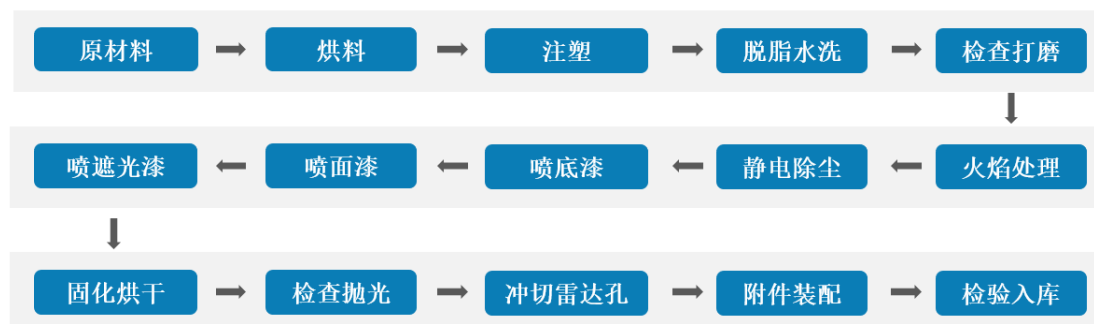 原材料 烘料 注塑 脱脂水洗 检查打磨
喷遮光漆 喷面漆 喷底漆 静电除尘 火焰处理
固化烘干 检查抛光 冲切雷达孔 附件装配 检验入库